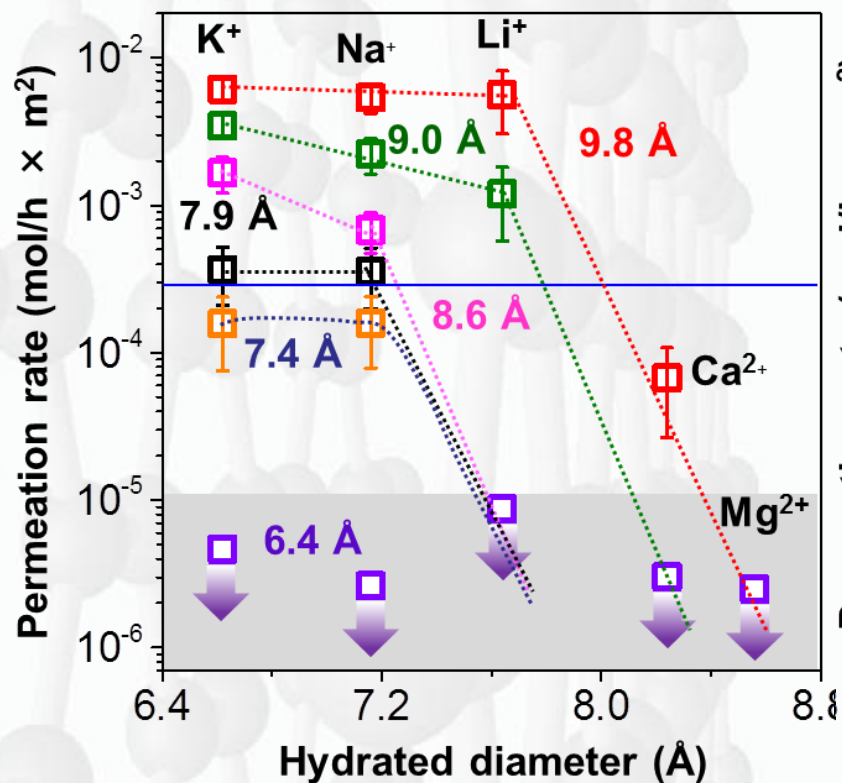 Permeation rate (mol/h × m²)
10⁻²
10⁻³
10⁻⁴
10⁻⁵
10⁻⁶
K⁺
Na⁺
Li⁺
9.0 Å
9.8 Å
7.9 Å
8.6 Å
7.4 Å
Ca²⁺
Mg²⁺
6.4 Å
6.4
7.2
8.0
8.8
Hydrated diameter (Å)